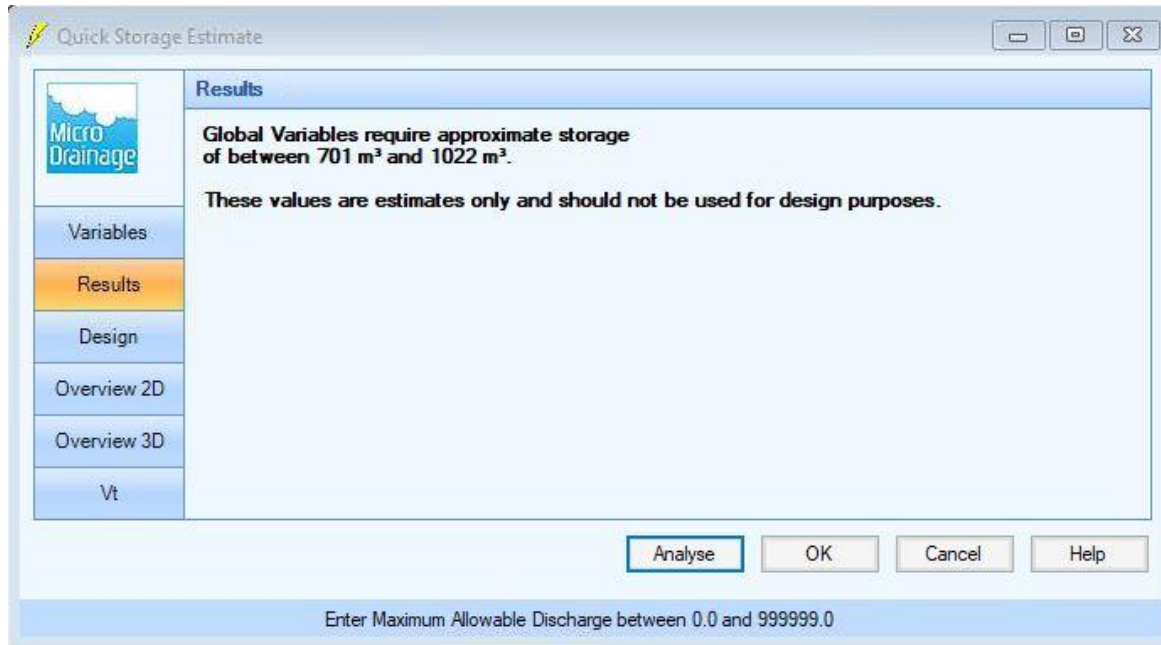 Quick Storage Estimate
Micro
Drainage
Variables
Results
Design
Overview 2D
Overview 3D
Vt
Results
Global Variables require approximate storage
of between 701 m³ and 1022 m³.
These values are estimates only and should not be used for design purposes.
Analyse
OK
Cancel
Help
Enter Maximum Allowable Discharge between 0.0 and 999999.0